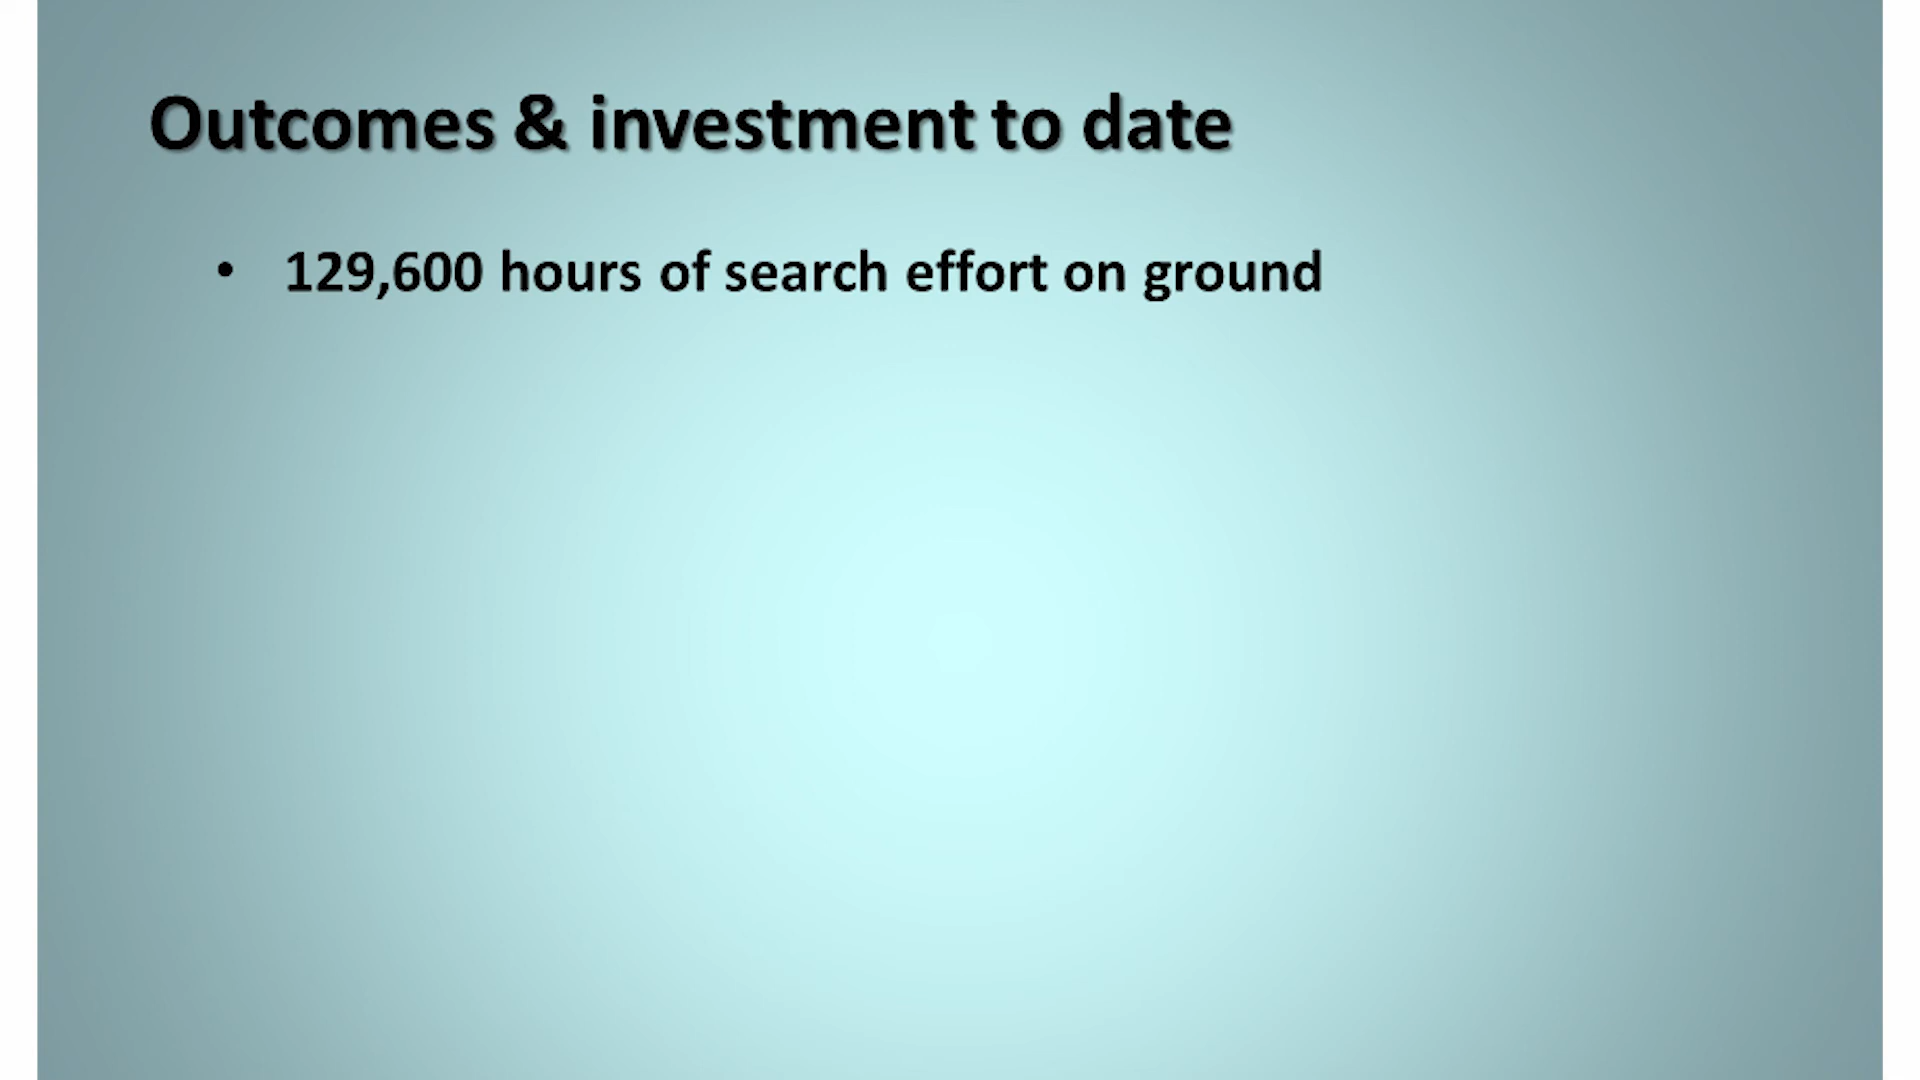 Outcomes & investment to date
• 129,600 hours of search effort on ground